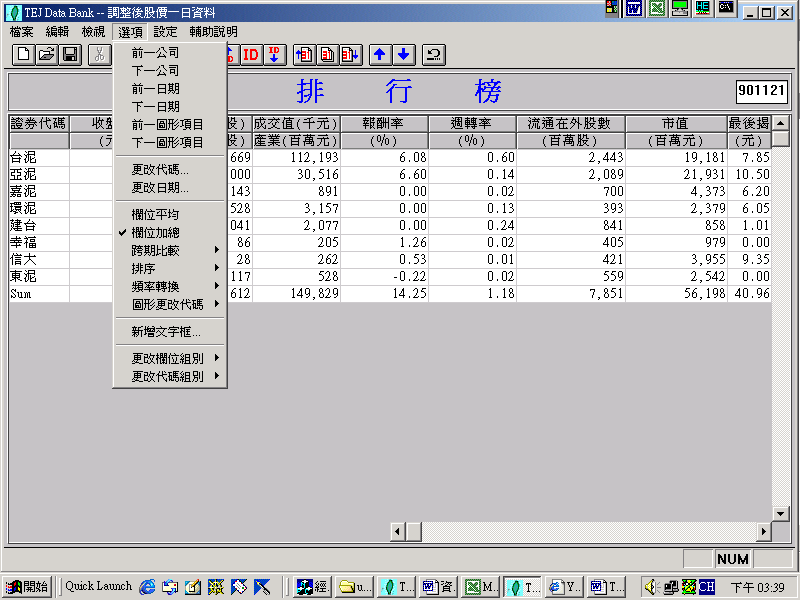 TEJ Data Bank -- 調整後股價一日資料
檔案 編輯 檢視 選項 設定 輔助說明
ID ID
前一公司
下一公司
前一日期
下一日期
前一圖形項目
下一圖形項目
更改代碼...
更改日期...
欄位平均
欄位加總
跨期比較
排序
頻率轉換
圖形更改代碼
新增文字框...
更改欄位組別
更改代碼組別
排 行 榜
901121
證券代碼 收盤 股) 成交值(千元) 報酬率 週轉率 流通在外股數 市值 最後揭
(元 股) 產業(百萬元) (%) (%) (百萬股) (百萬元) (元)
台泥 669 112,193 6.08 0.60 2,443 19,181 7.85
亞泥 000 30,516 6.60 0.14 2,089 21,931 10.50
嘉泥 143 891 0.00 0.02 700 4,373 6.20
環泥 528 3,157 0.00 0.13 393 2,379 6.05
建台 041 2,077 0.00 0.24 841 858 1.01
幸福 86 205 1.26 0.02 405 979 0.00
信大 28 262 0.53 0.01 421 3,955 9.35
東泥 117 528 -0.22 0.02 559 2,542 0.00
Sum 612 149,829 14.25 1.18 7,851 56,198 40.96
NUM
開始 Quick Launch 經. u... T... 資. M. T... Y.. T... CH 下午 03:39